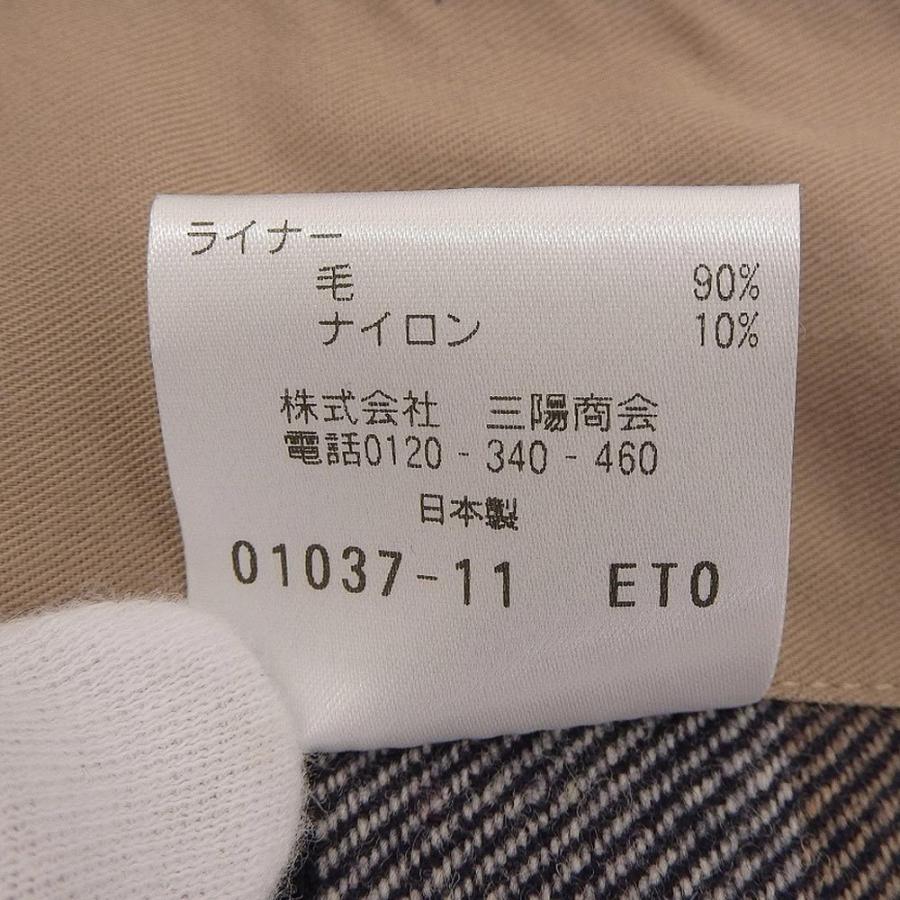 ライナー
毛 90%
ナイロン 10%
株式会社 三陽商会
電話0120-340-460
日本製
01037-11 ETO